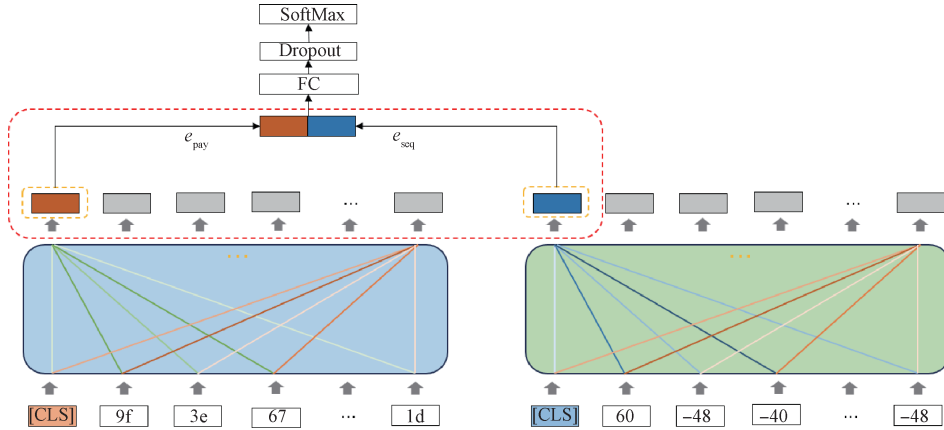 SoftMax
Dropout
FC
e_pay
e_seq
...
...
...
...
[CLS] 9f 3e 67 ... 1d
[CLS] 60 −48 −40 ... −48